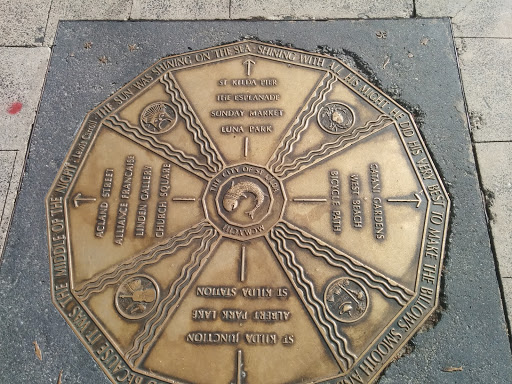 THE SUN WAS SHINING ON THE SEA · SHINING WITH ALL HIS MIGHT · HE DID HIS VERY BEST TO MAKE THE BILLOWS SMOOTH AN
BECAUSE IT WAS THE MIDDLE OF THE NIGHT (Lewis Carroll)
ST KILDA PIER
THE ESPLANADE
SUNDAY MARKET
LUNA PARK
CATANI GARDENS
WEST BEACH
BICYCLE PATH
ST KILDA STATION
ALBERT PARK LAKE
ST KILDA JUNCTION
ACLAND STREET
ALLIANCE FRANCAISE
LINDEN GALLERY
CHURCH SQUARE
THE CITY OF ST KILDA